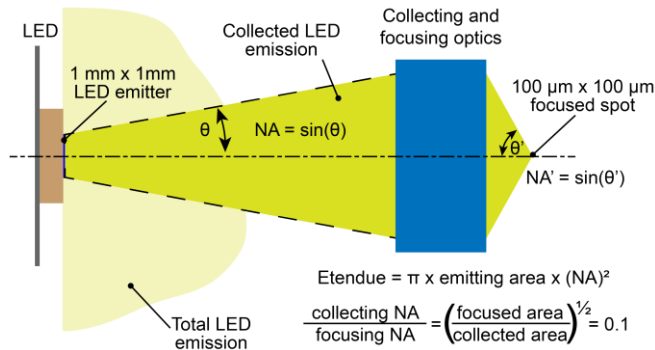 LED
1 mm x 1mm
LED emitter
Collected LED
emission
Collecting and
focusing optics
100 µm x 100 µm
focused spot
θ
NA = sin(θ)
θ'
NA' = sin(θ')
Etendue = π x emitting area x (NA)²
collecting NA / focusing NA = (focused area / collected area)^½ = 0.1
Total LED
emission